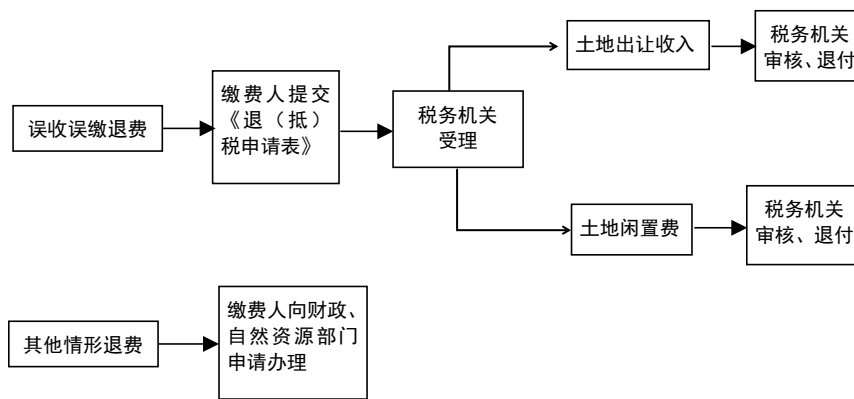 误收误缴退费
缴费人提交
《退（抵）
税申请表》
税务机关
受理
土地出让收入
税务机关
审核、退付
土地闲置费
税务机关
审核、退付
其他情形退费
缴费人向财政、
自然资源部门
申请办理